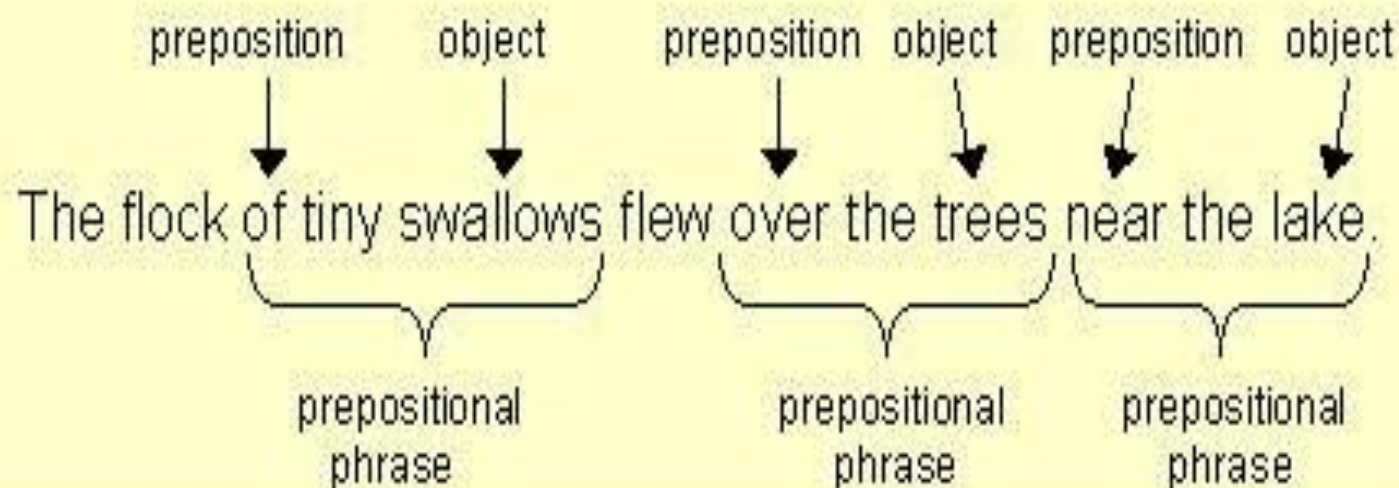 preposition object preposition object preposition object
The flock of tiny swallows flew over the trees near the lake.
prepositional prepositional prepositional
phrase phrase phrase